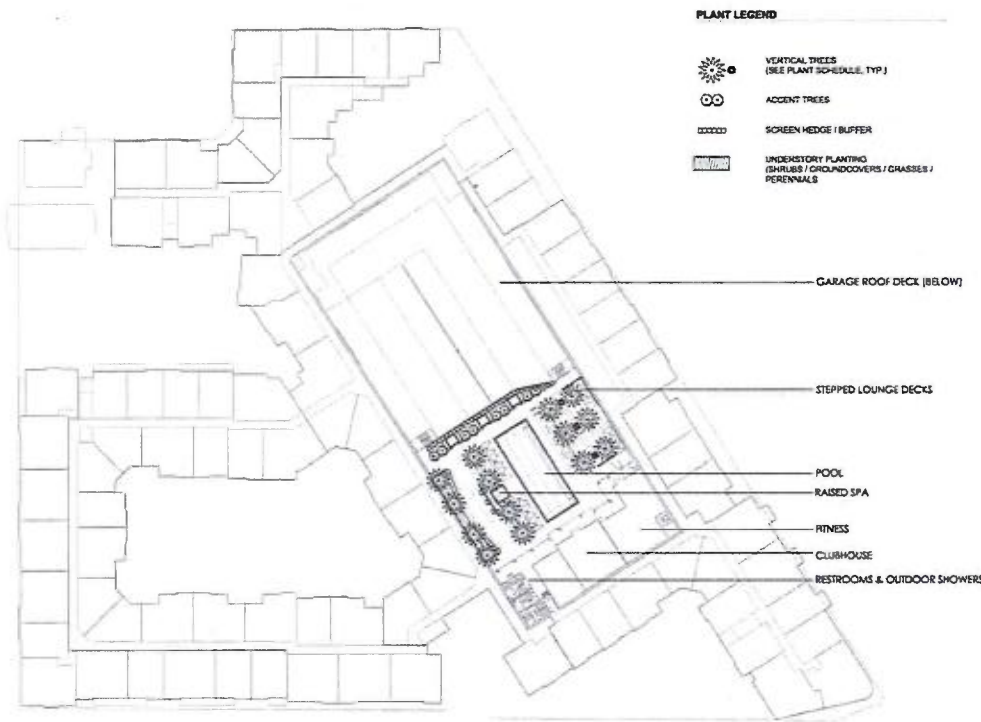 PLANT LEGEND
VERTICAL TREES
(SEE PLANT SCHEDULE, TYP.)
ACCENT TREES
SCREEN HEDGE / BUFFER
UNDERSTORY PLANTING
(SHRUBS / GROUNDCOVERS / GRASSES /
PERENNIALS
GARAGE ROOF DECK (BELOW)
STEPPED LOUNGE DECKS
POOL
RAISED SPA
FITNESS
CLUBHOUSE
RESTROOMS & OUTDOOR SHOWERS